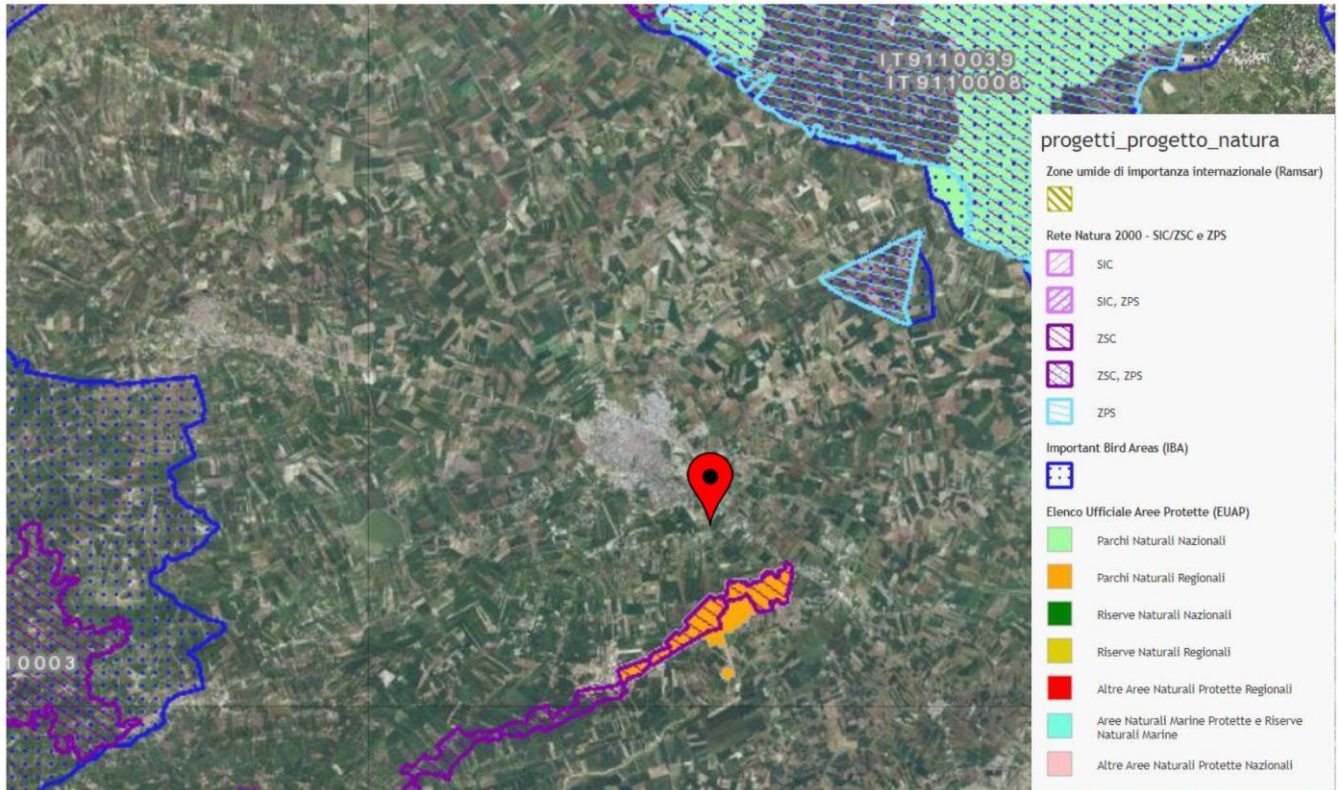 IT9110039
IT9110008
10003
progetti_progetto_natura
Zone umide di importanza internazionale (Ramsar)
Rete Natura 2000 - SIC/ZSC e ZPS
SIC
SIC, ZPS
ZSC
ZSC, ZPS
ZPS
Important Bird Areas (IBA)
Elenco Ufficiale Aree Protette (EUAP)
Parchi Naturali Nazionali
Parchi Naturali Regionali
Riserve Naturali Nazionali
Riserve Naturali Regionali
Altre Aree Naturali Protette Regionali
Aree Naturali Marine Protette e Riserve
Naturali Marine
Altre Aree Naturali Protette Nazionali